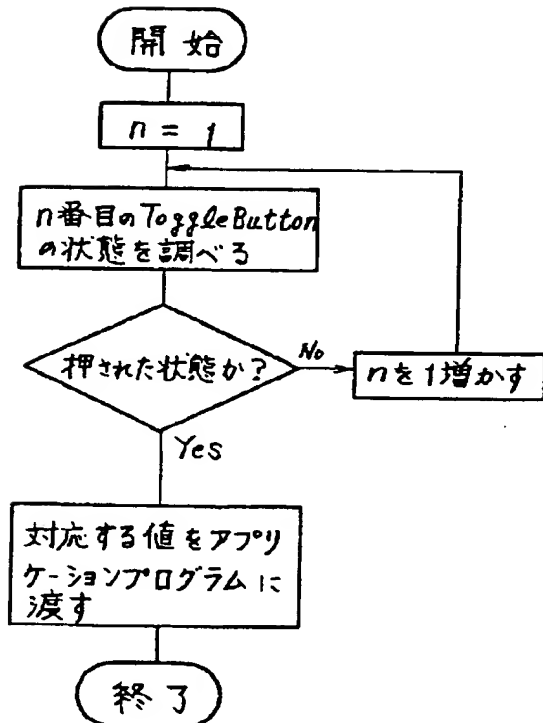 開始
n = 1
n番目のToggleButton
の状態を調べる
押された状態か?
No
nを1増かす
Yes
対応する値をアプリ
ケーションプログラムに
渡す
終了